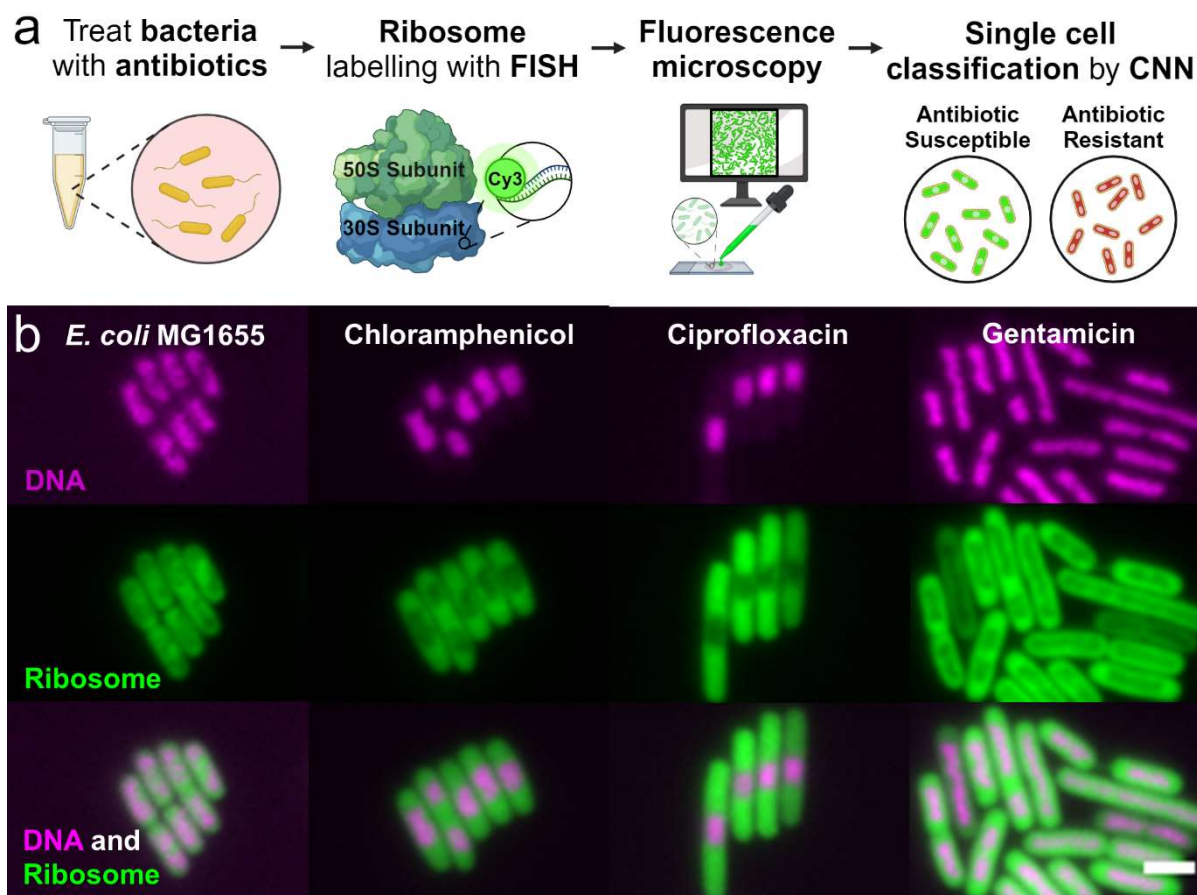 a
Treat bacteria
with antibiotics
Ribosome
labelling with FISH
Fluorescence
microscopy
Single cell
classification by CNN
50S Subunit
30S Subunit
Cy3
Antibiotic
Susceptible
Antibiotic
Resistant
b
E. coli MG1655
Chloramphenicol
Ciprofloxacin
Gentamicin
DNA
Ribosome
DNA and
Ribosome